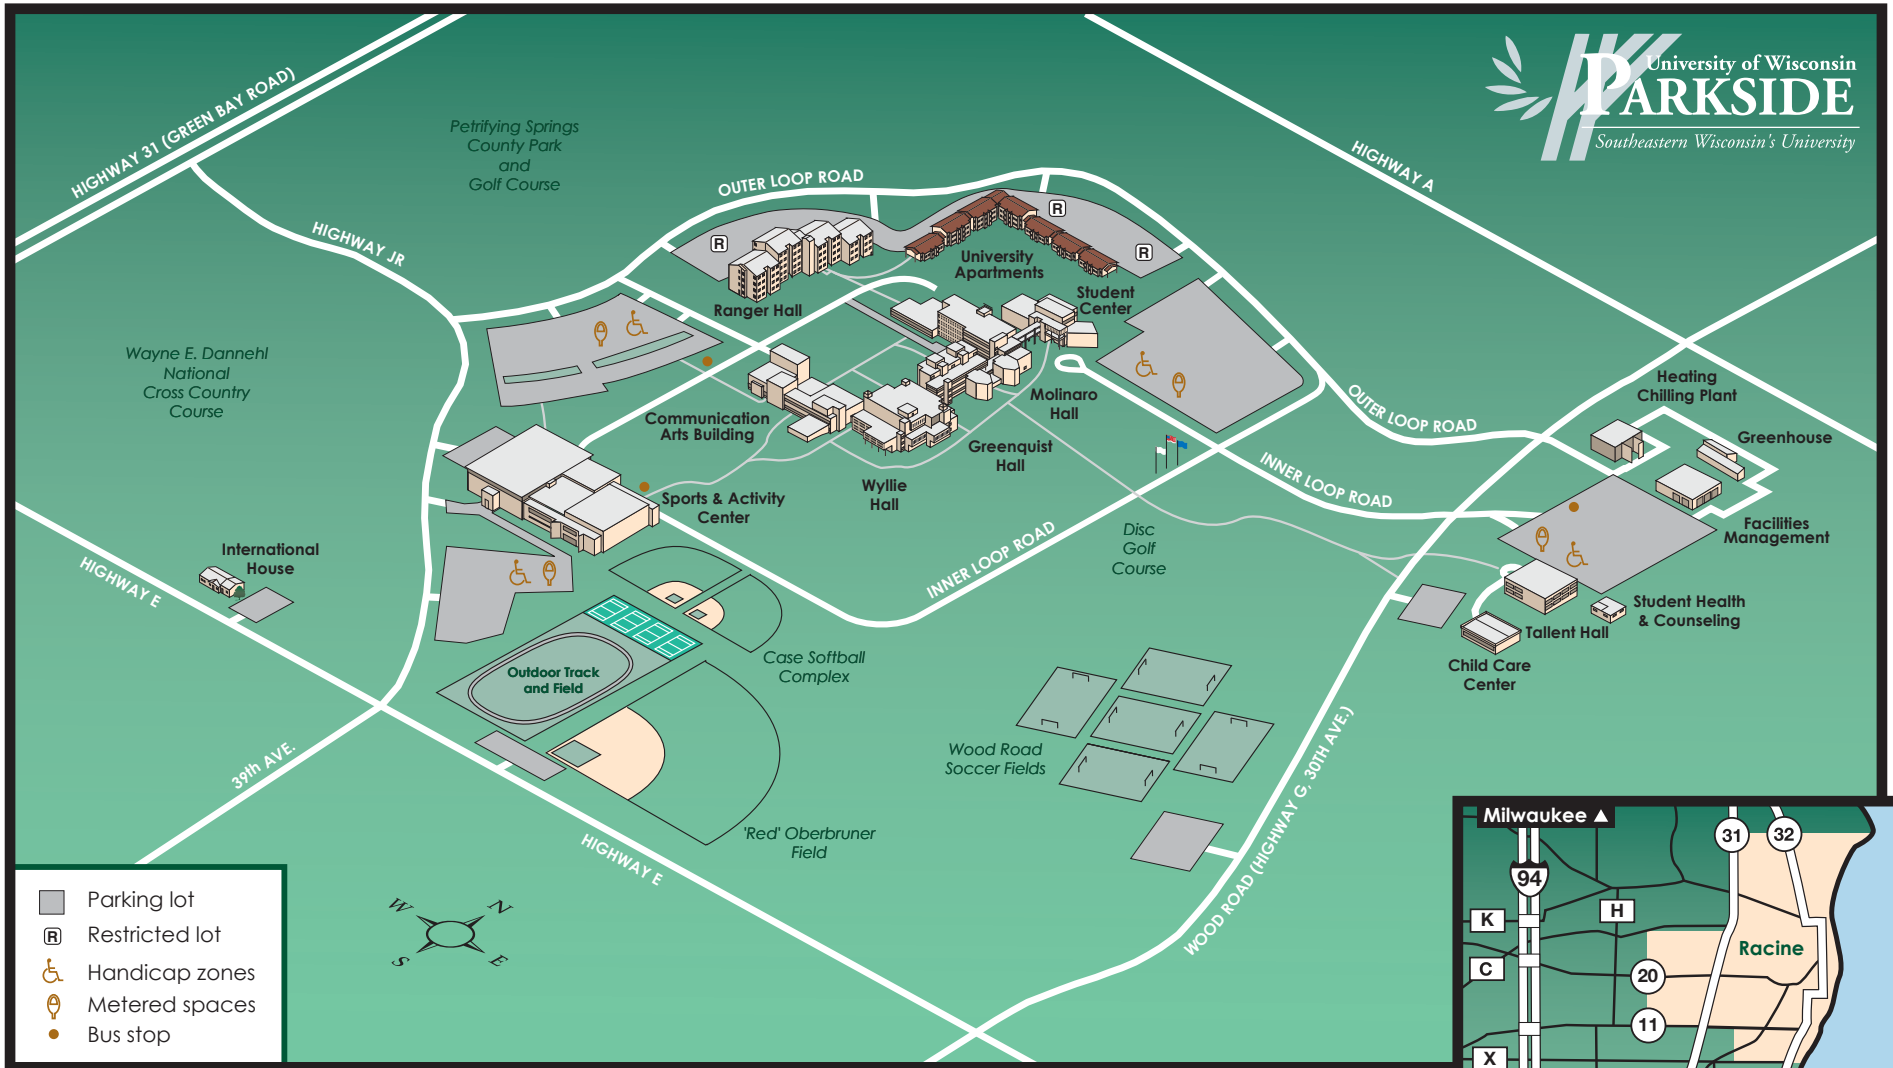 University of Wisconsin
PARKSIDE
Southeastern Wisconsin's University
HIGHWAY 31 (GREEN BAY ROAD)
Petrifying Springs
County Park
and
Golf Course
HIGHWAY A
OUTER LOOP ROAD
HIGHWAY JR
R
R
R
University
Apartments
Ranger Hall
Student
Center
Wayne E. Dannehl
National
Cross Country
Course
Communication
Arts Building
Molinaro
Hall
Greenquist
Hall
Wyllie
Hall
Sports & Activity
Center
OUTER LOOP ROAD
INNER LOOP ROAD
Heating
Chilling Plant
Greenhouse
Facilities
Management
Disc
Golf
Course
INNER LOOP ROAD
International
House
HIGHWAY E
Student Health
& Counseling
Tallent Hall
Child Care
Center
Outdoor Track
and Field
Case Softball
Complex
Wood Road
Soccer Fields
39th AVE.
'Red' Oberbruner
Field
HIGHWAY E
WOOD ROAD (HIGHWAY G, 30TH AVE.)
W
N
S
E
Parking lot
R
Restricted lot
Handicap zones
Metered spaces
Bus stop
Milwaukee ▲
31
32
94
K
H
C
Racine
20
11
X